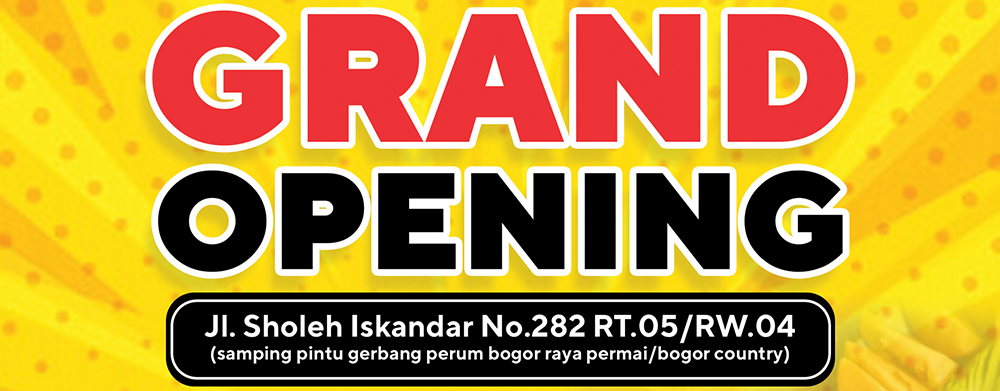 GRAND
OPENING
Jl. Sholeh Iskandar No.282 RT.05/RW.04
(samping pintu gerbang perum bogor raya permai/bogor country)